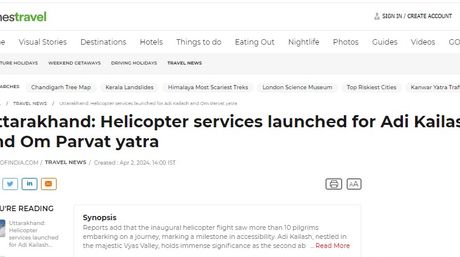 nestravel
SIGN IN / CREATE ACCOUNT
me Visual Stories Destinations Hotels Things to do Eating Out Nightlife Photos Guides Videos GO
TURE HOLIDAYS WEEKEND GETAWAYS DRIVING HOLIDAYS TRAVEL NEWS
ARCHES Chandigarh Tree Map Kerala Landslides Himalaya Most Scariest Treks London Science Museum Top Riskiest Cities Kanwar Yatra Traf
TRAVEL NEWS / Uttarakhand: Helicopter services launched for Adi Kailash and Om Parvat yatra
ttarakhand: Helicopter services launched for Adi Kailas
nd Om Parvat yatra
OFINDIA.COM / TRAVEL NEWS / Created : Apr 2, 2024, 14:00 IST
AA
U'RE READING
Uttarakhand:
Helicopter
services
launched for
Adi Kailash...
Synopsis
Reports add that the inaugural helicopter flight saw more than 10 pilgrims
embarking on a journey, marking a milestone in accessibility. Adi Kailash, nestled in
the majestic Vyas Valley, holds immense significance as the second ab ... Read More